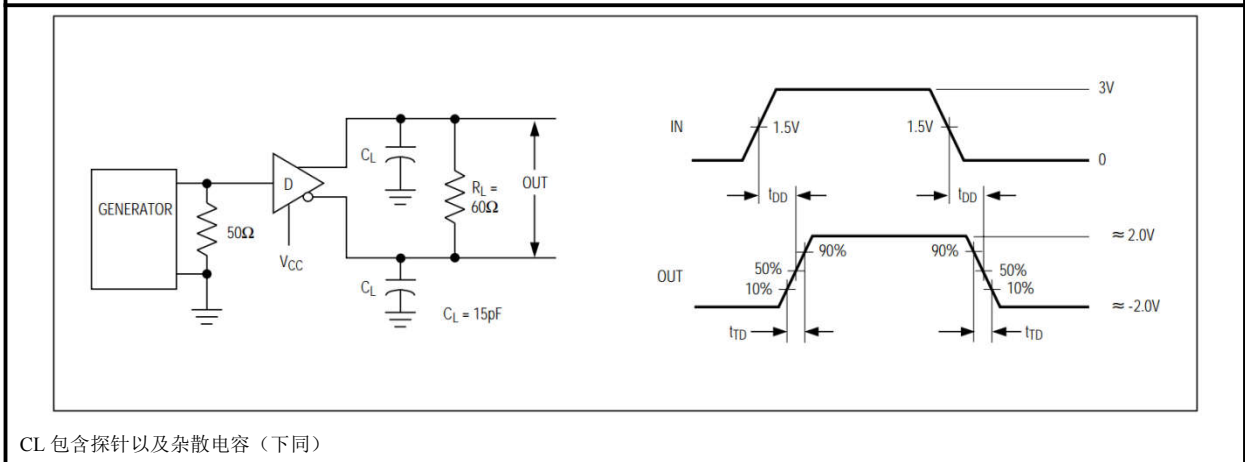 GENERATOR
50Ω
D
VCC
CL
CL
CL = 15pF
RL =
60Ω
OUT
IN
1.5V
1.5V
3V
0
tDD
tDD
OUT
90%
50%
10%
90%
50%
10%
≈ 2.0V
≈ -2.0V
tTD
tTD
CL 包含探针以及杂散电容（下同）